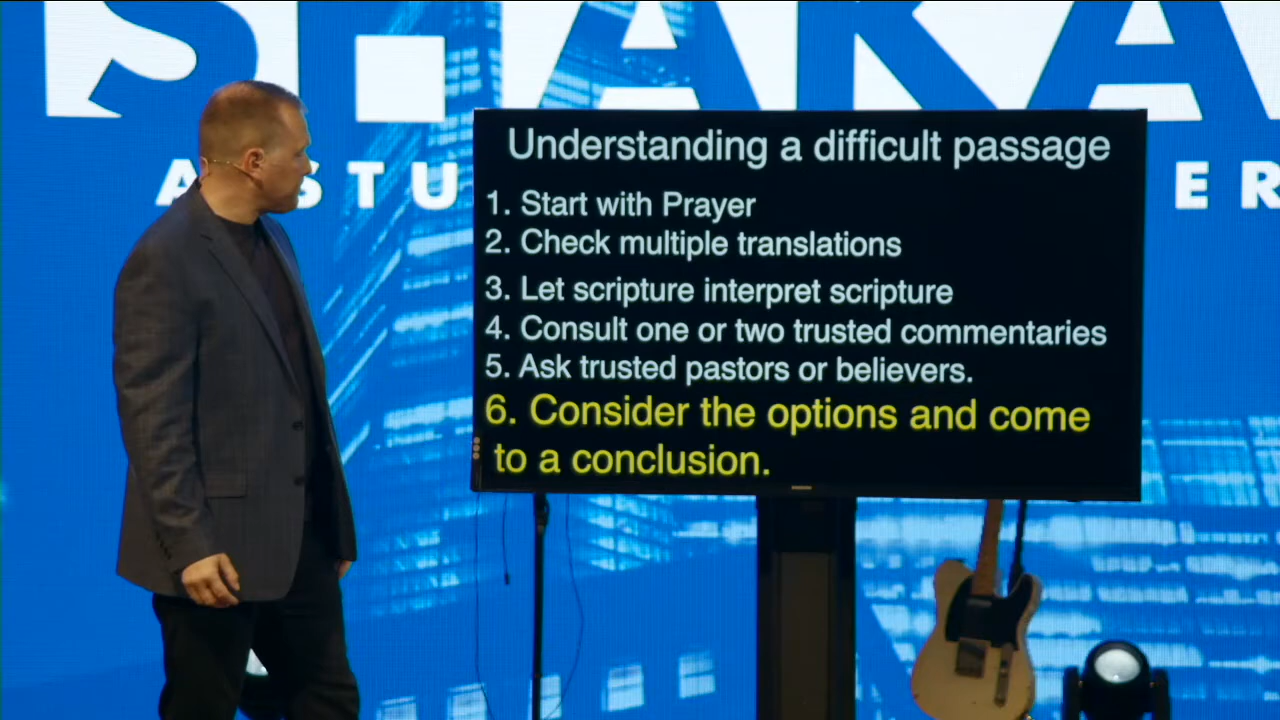 Understanding a difficult passage
1. Start with Prayer
2. Check multiple translations
3. Let scripture interpret scripture
4. Consult one or two trusted commentaries
5. Ask trusted pastors or believers.
6. Consider the options and come
to a conclusion.